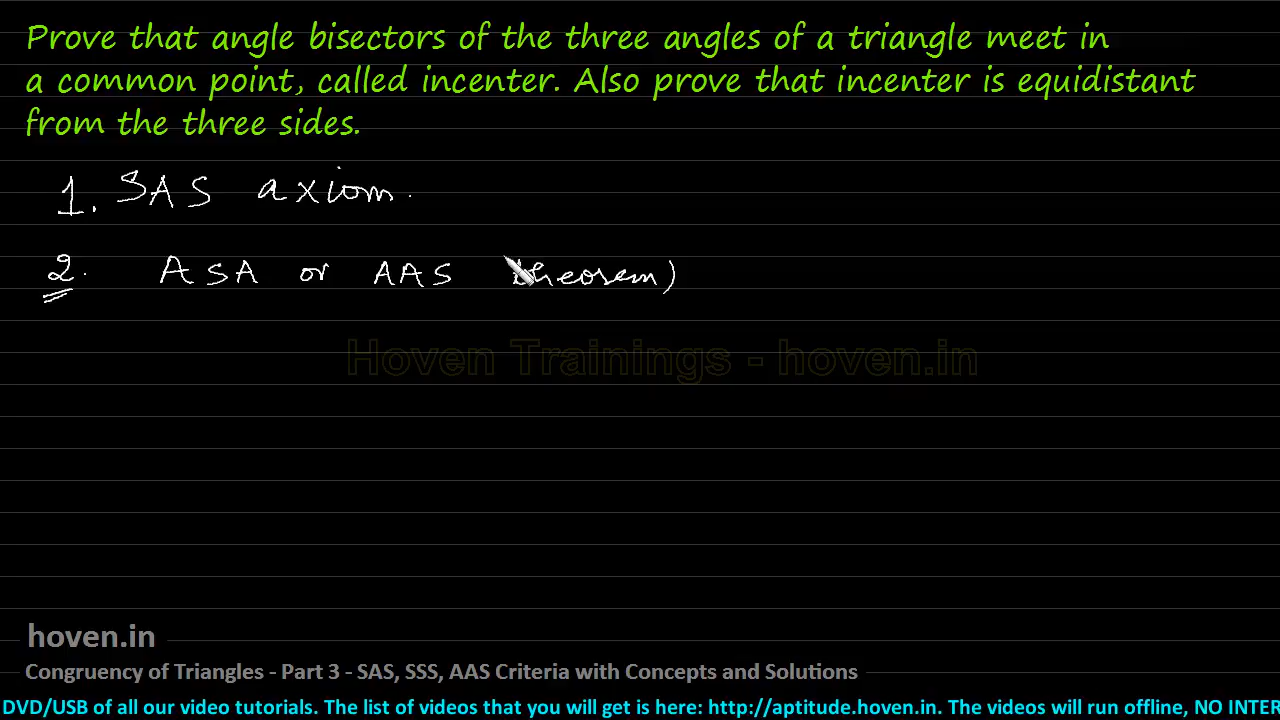 Prove that angle bisectors of the three angles of a triangle meet in
a common point, called incenter. Also prove that incenter is equidistant
from the three sides.
1. SAS axiom.
2. ASA or AAS theorem)
Hoven Trainings - hoven.in
hoven.in
Congruency of Triangles - Part 3 - SAS, SSS, AAS Criteria with Concepts and Solutions
DVD/USB of all our video tutorials. The list of videos that you will get is here: http://aptitude.hoven.in. The videos will run offline, NO INTER